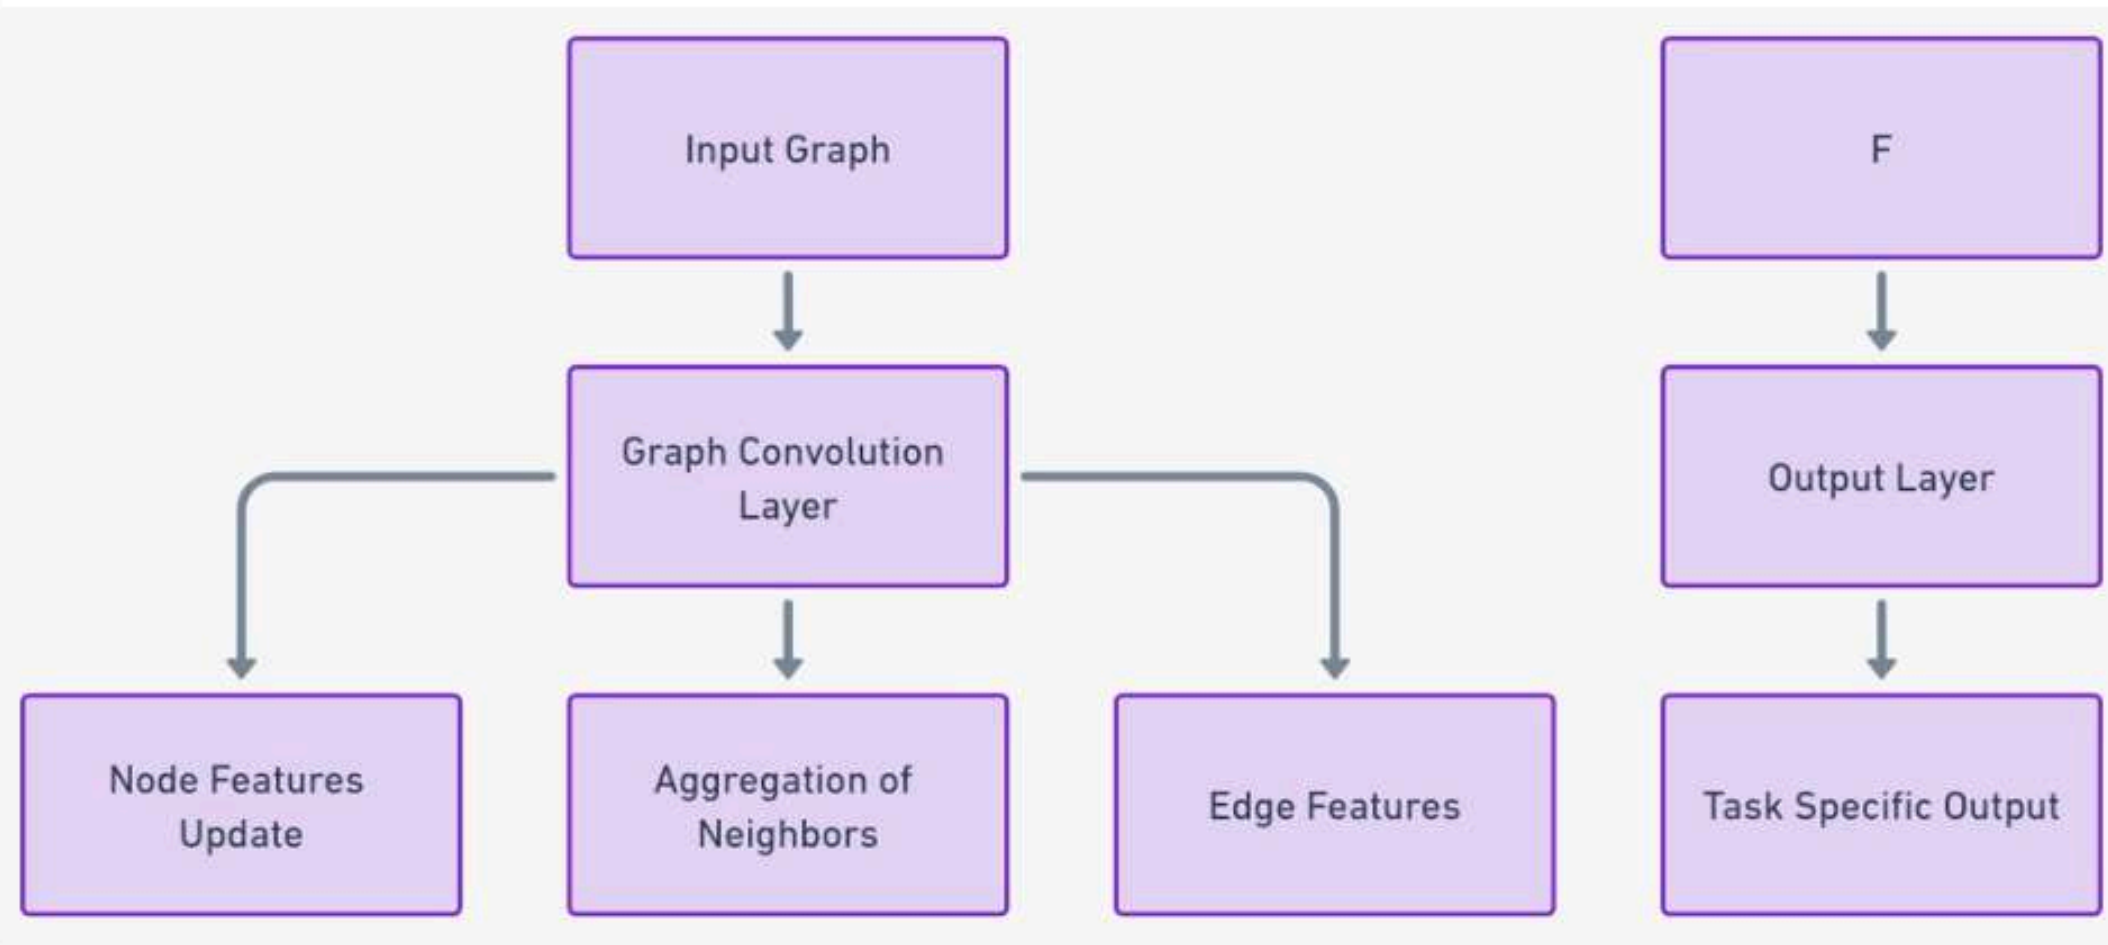 Input Graph
F
Graph Convolution
Layer
Output Layer
Node Features
Update
Aggregation of
Neighbors
Edge Features
Task Specific Output